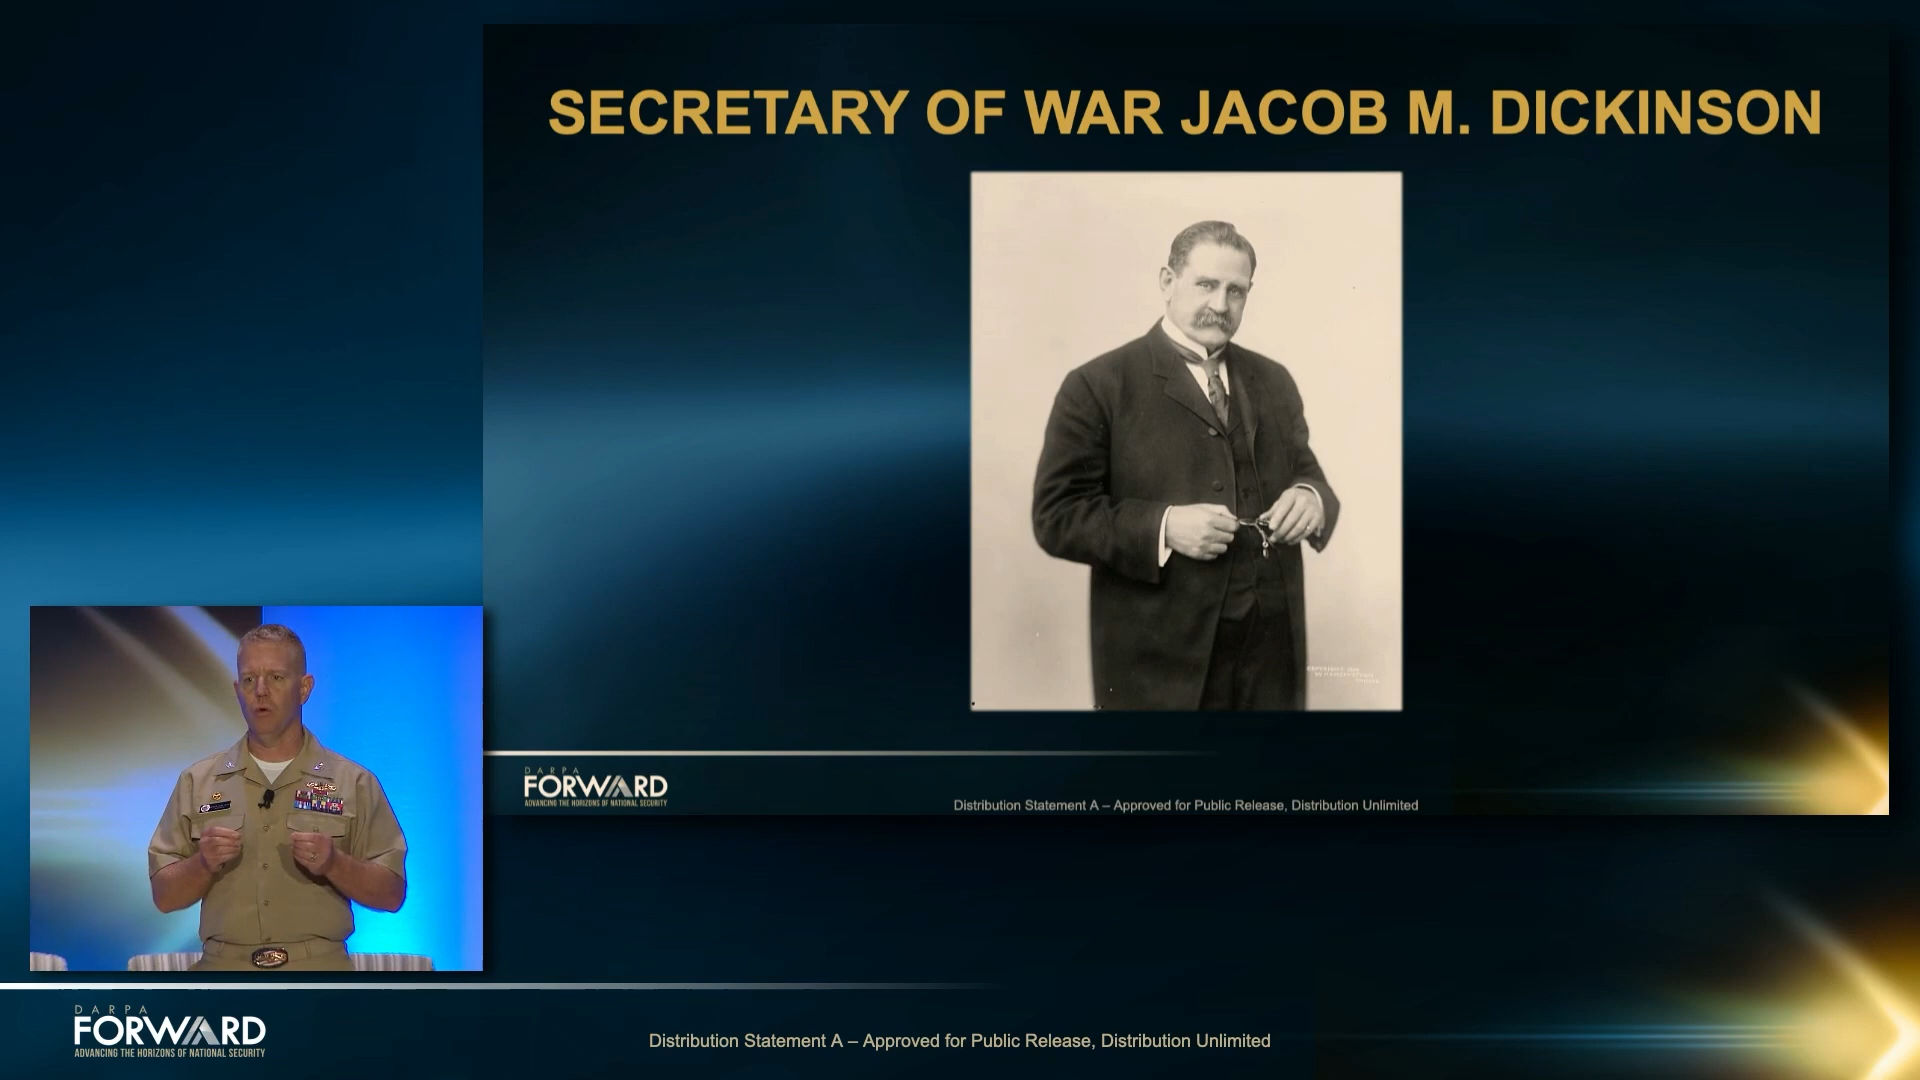 SECRETARY OF WAR JACOB M. DICKINSON
DARPA
FORWARD
ADVANCING THE HORIZONS OF NATIONAL SECURITY
Distribution Statement A – Approved for Public Release, Distribution Unlimited
DARPA
FORWARD
ADVANCING THE HORIZONS OF NATIONAL SECURITY
Distribution Statement A – Approved for Public Release, Distribution Unlimited